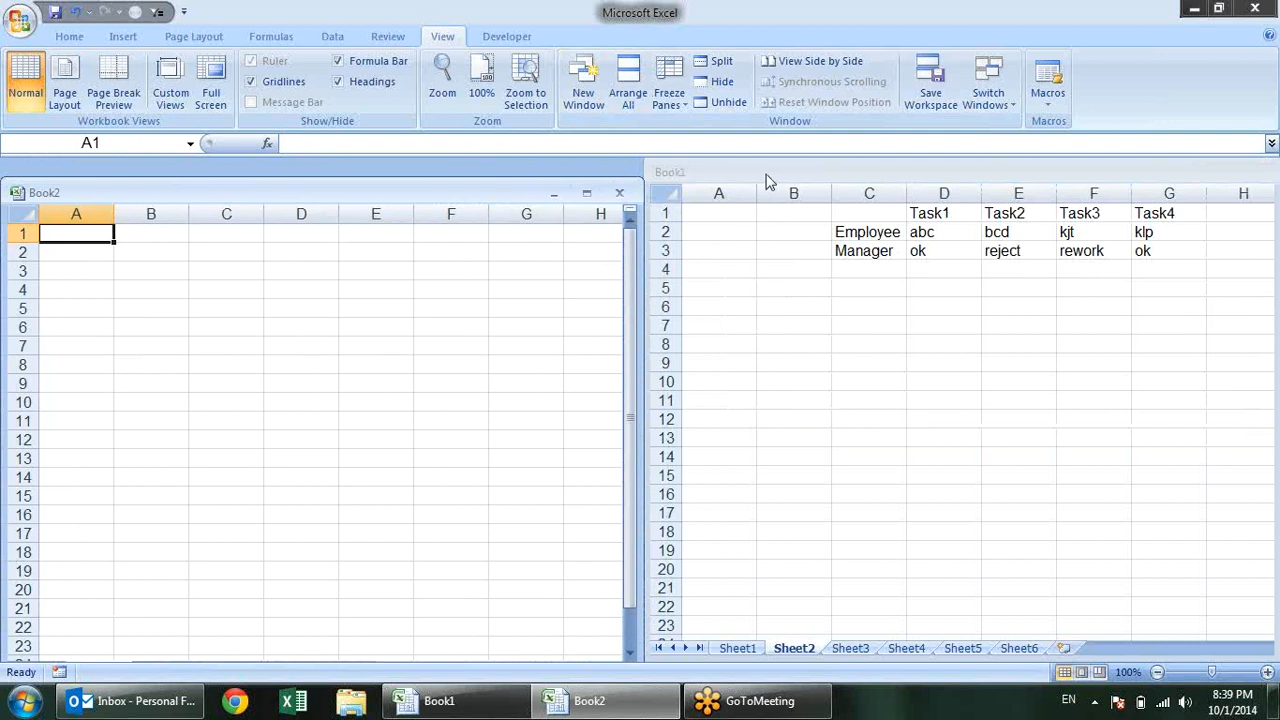 Microsoft Excel
Home Insert Page Layout Formulas Data Review View Developer
Normal
Page Layout
Page Break Preview
Custom Views
Full Screen
Workbook Views
Ruler
Formula Bar
Gridlines
Headings
Message Bar
Show/Hide
Zoom
100%
Zoom to Selection
Zoom
New Window
Arrange All
Freeze Panes
Split
Hide
Unhide
View Side by Side
Synchronous Scrolling
Reset Window Position
Save Workspace
Switch Windows
Window
Macros
Macros
A1
fx
Book2
A B C D E F G H
1
2
3
4
5
6
7
8
9
10
11
12
13
14
15
16
17
18
19
20
21
22
23
Book1
A B C D E F G H
1 Task1 Task2 Task3 Task4
2 Employee abc bcd kjt klp
3 Manager ok reject rework ok
4
5
6
7
8
9
10
11
12
13
14
15
16
17
18
19
20
21
22
23
Sheet1 Sheet2 Sheet3 Sheet4 Sheet5 Sheet6
Ready
100%
Inbox - Personal F...
Book1
Book2
GoToMeeting
EN
8:39 PM
10/1/2014